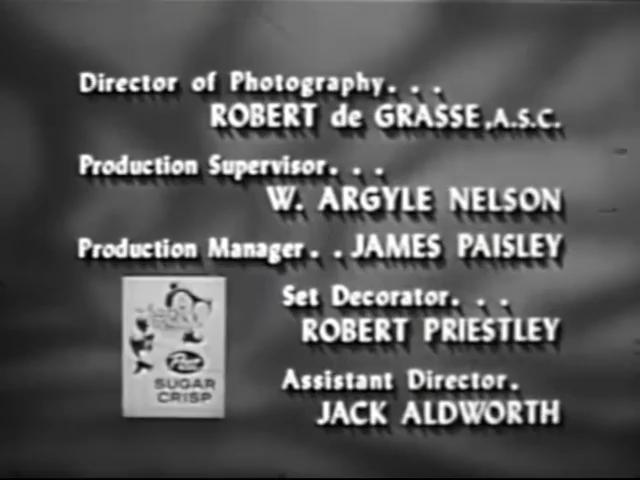 Director of Photography. . .
ROBERT de GRASSE, A.S.C.
Production Supervisor. . .
W. ARGYLE NELSON
Production Manager. . JAMES PAISLEY
Set Decorator. . .
ROBERT PRIESTLEY
Post
SUGAR
CRISP
Assistant Director.
JACK ALDWORTH